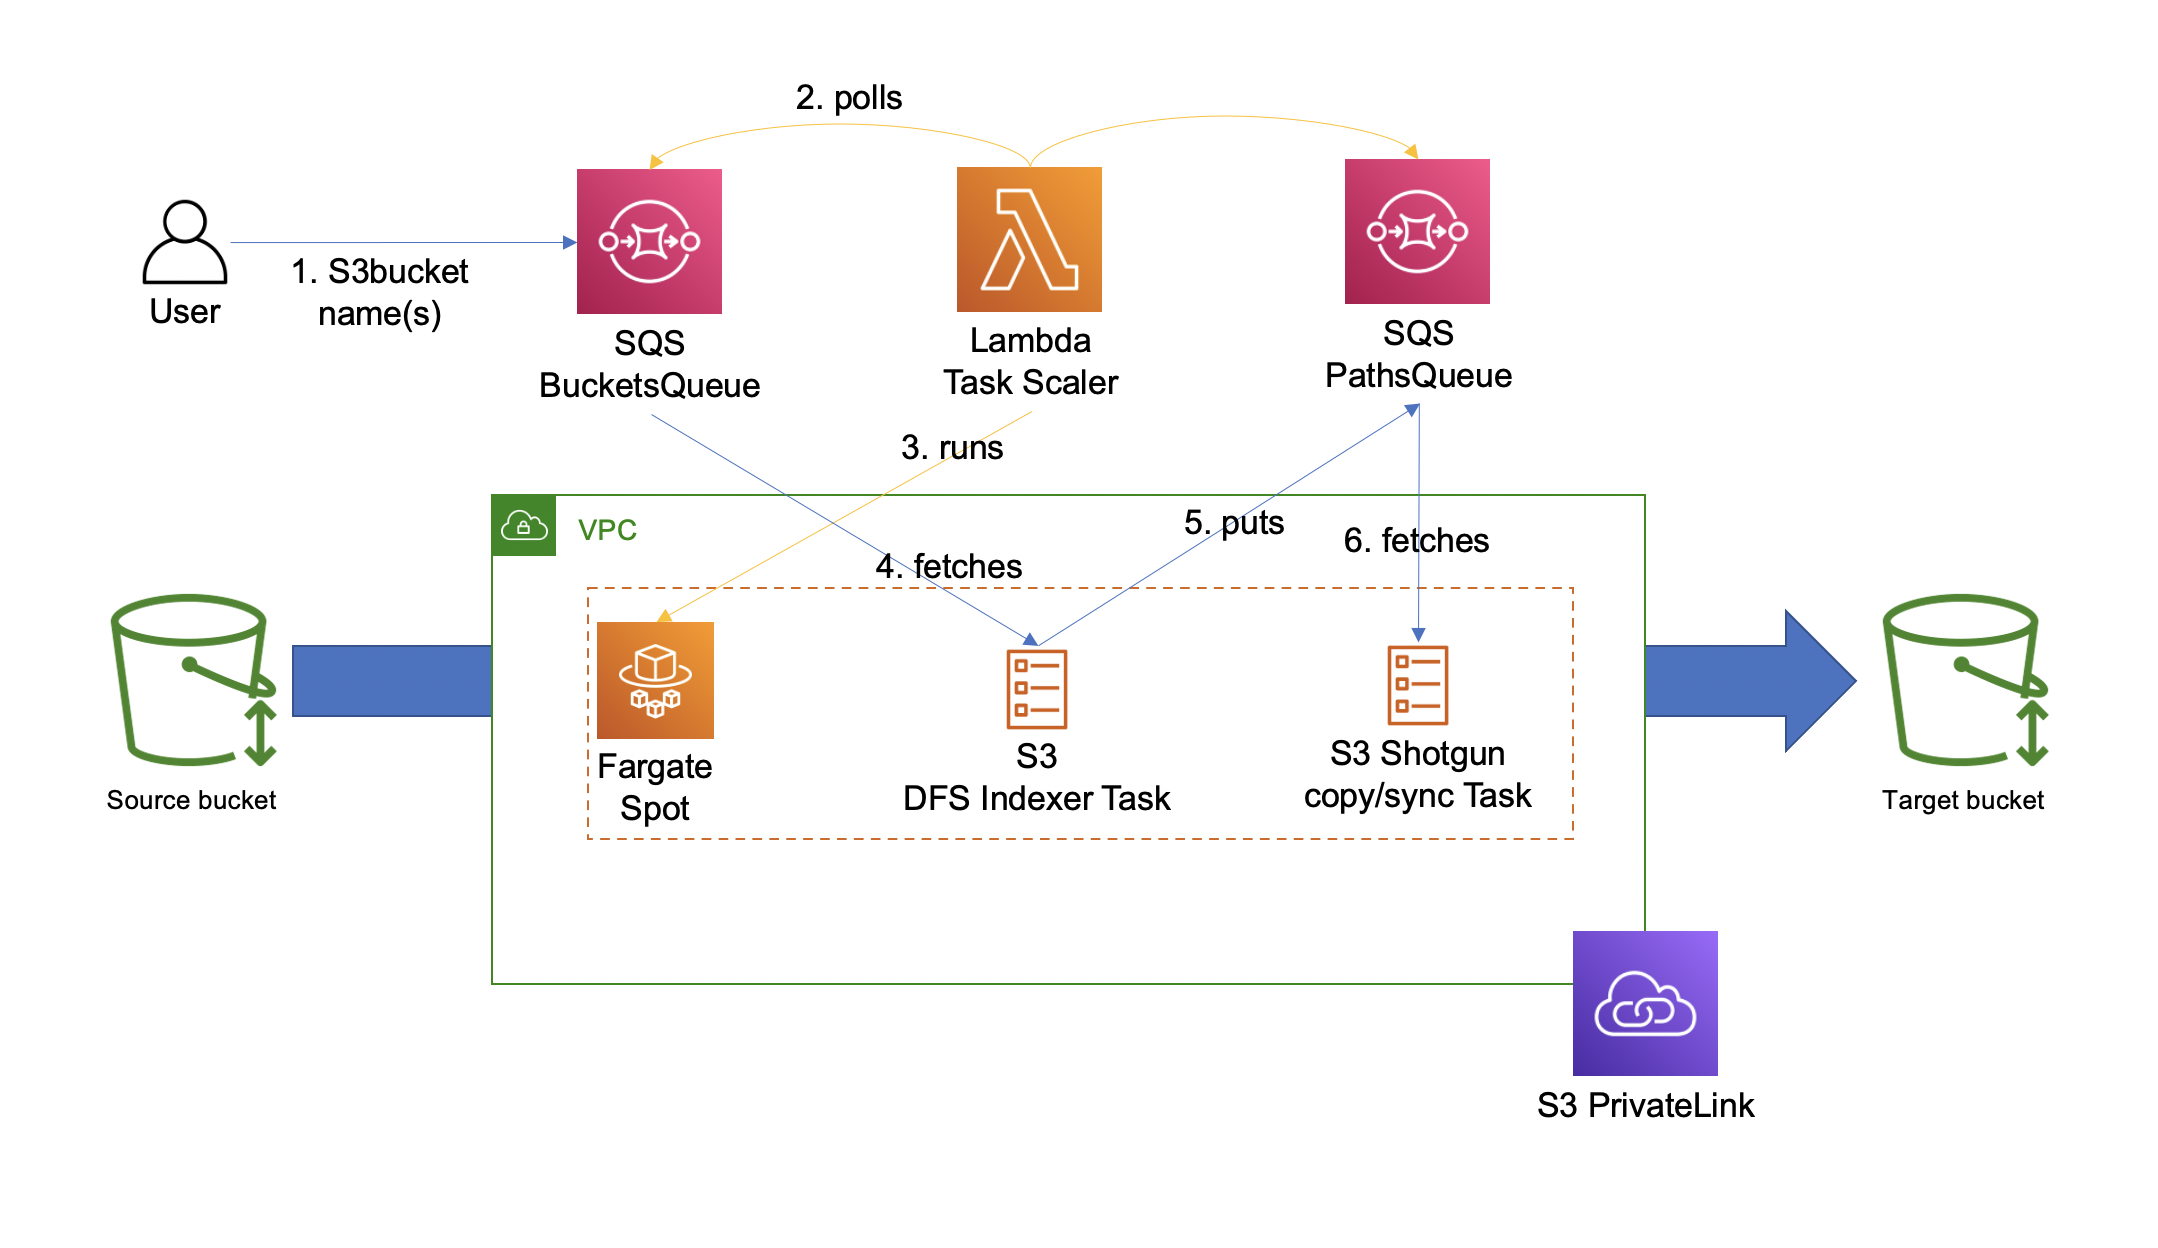 2. polls
User
1. S3bucket
name(s)
SQS
BucketsQueue
Lambda
Task Scaler
SQS
PathsQueue
3. runs
VPC
4. fetches
5. puts
6. fetches
Source bucket
Fargate
Spot
S3
DFS Indexer Task
S3 Shotgun
copy/sync Task
Target bucket
S3 PrivateLink